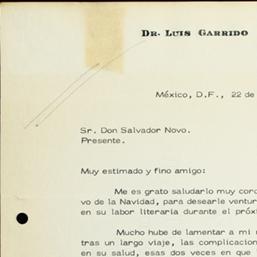 DR. LUIS GARRIDO
México, D.F., 22 de
Sr. Don Salvador Novo.
Presente.
Muy estimado y fino amigo:
Me es grato saludarlo muy cor
vo de la Navidad, para desearle ventur
en su labor literaria durante el próx
Mucho hube de lamentar a mi
tras un largo viaje, las complicacion
en su salud, esas dos veces en que